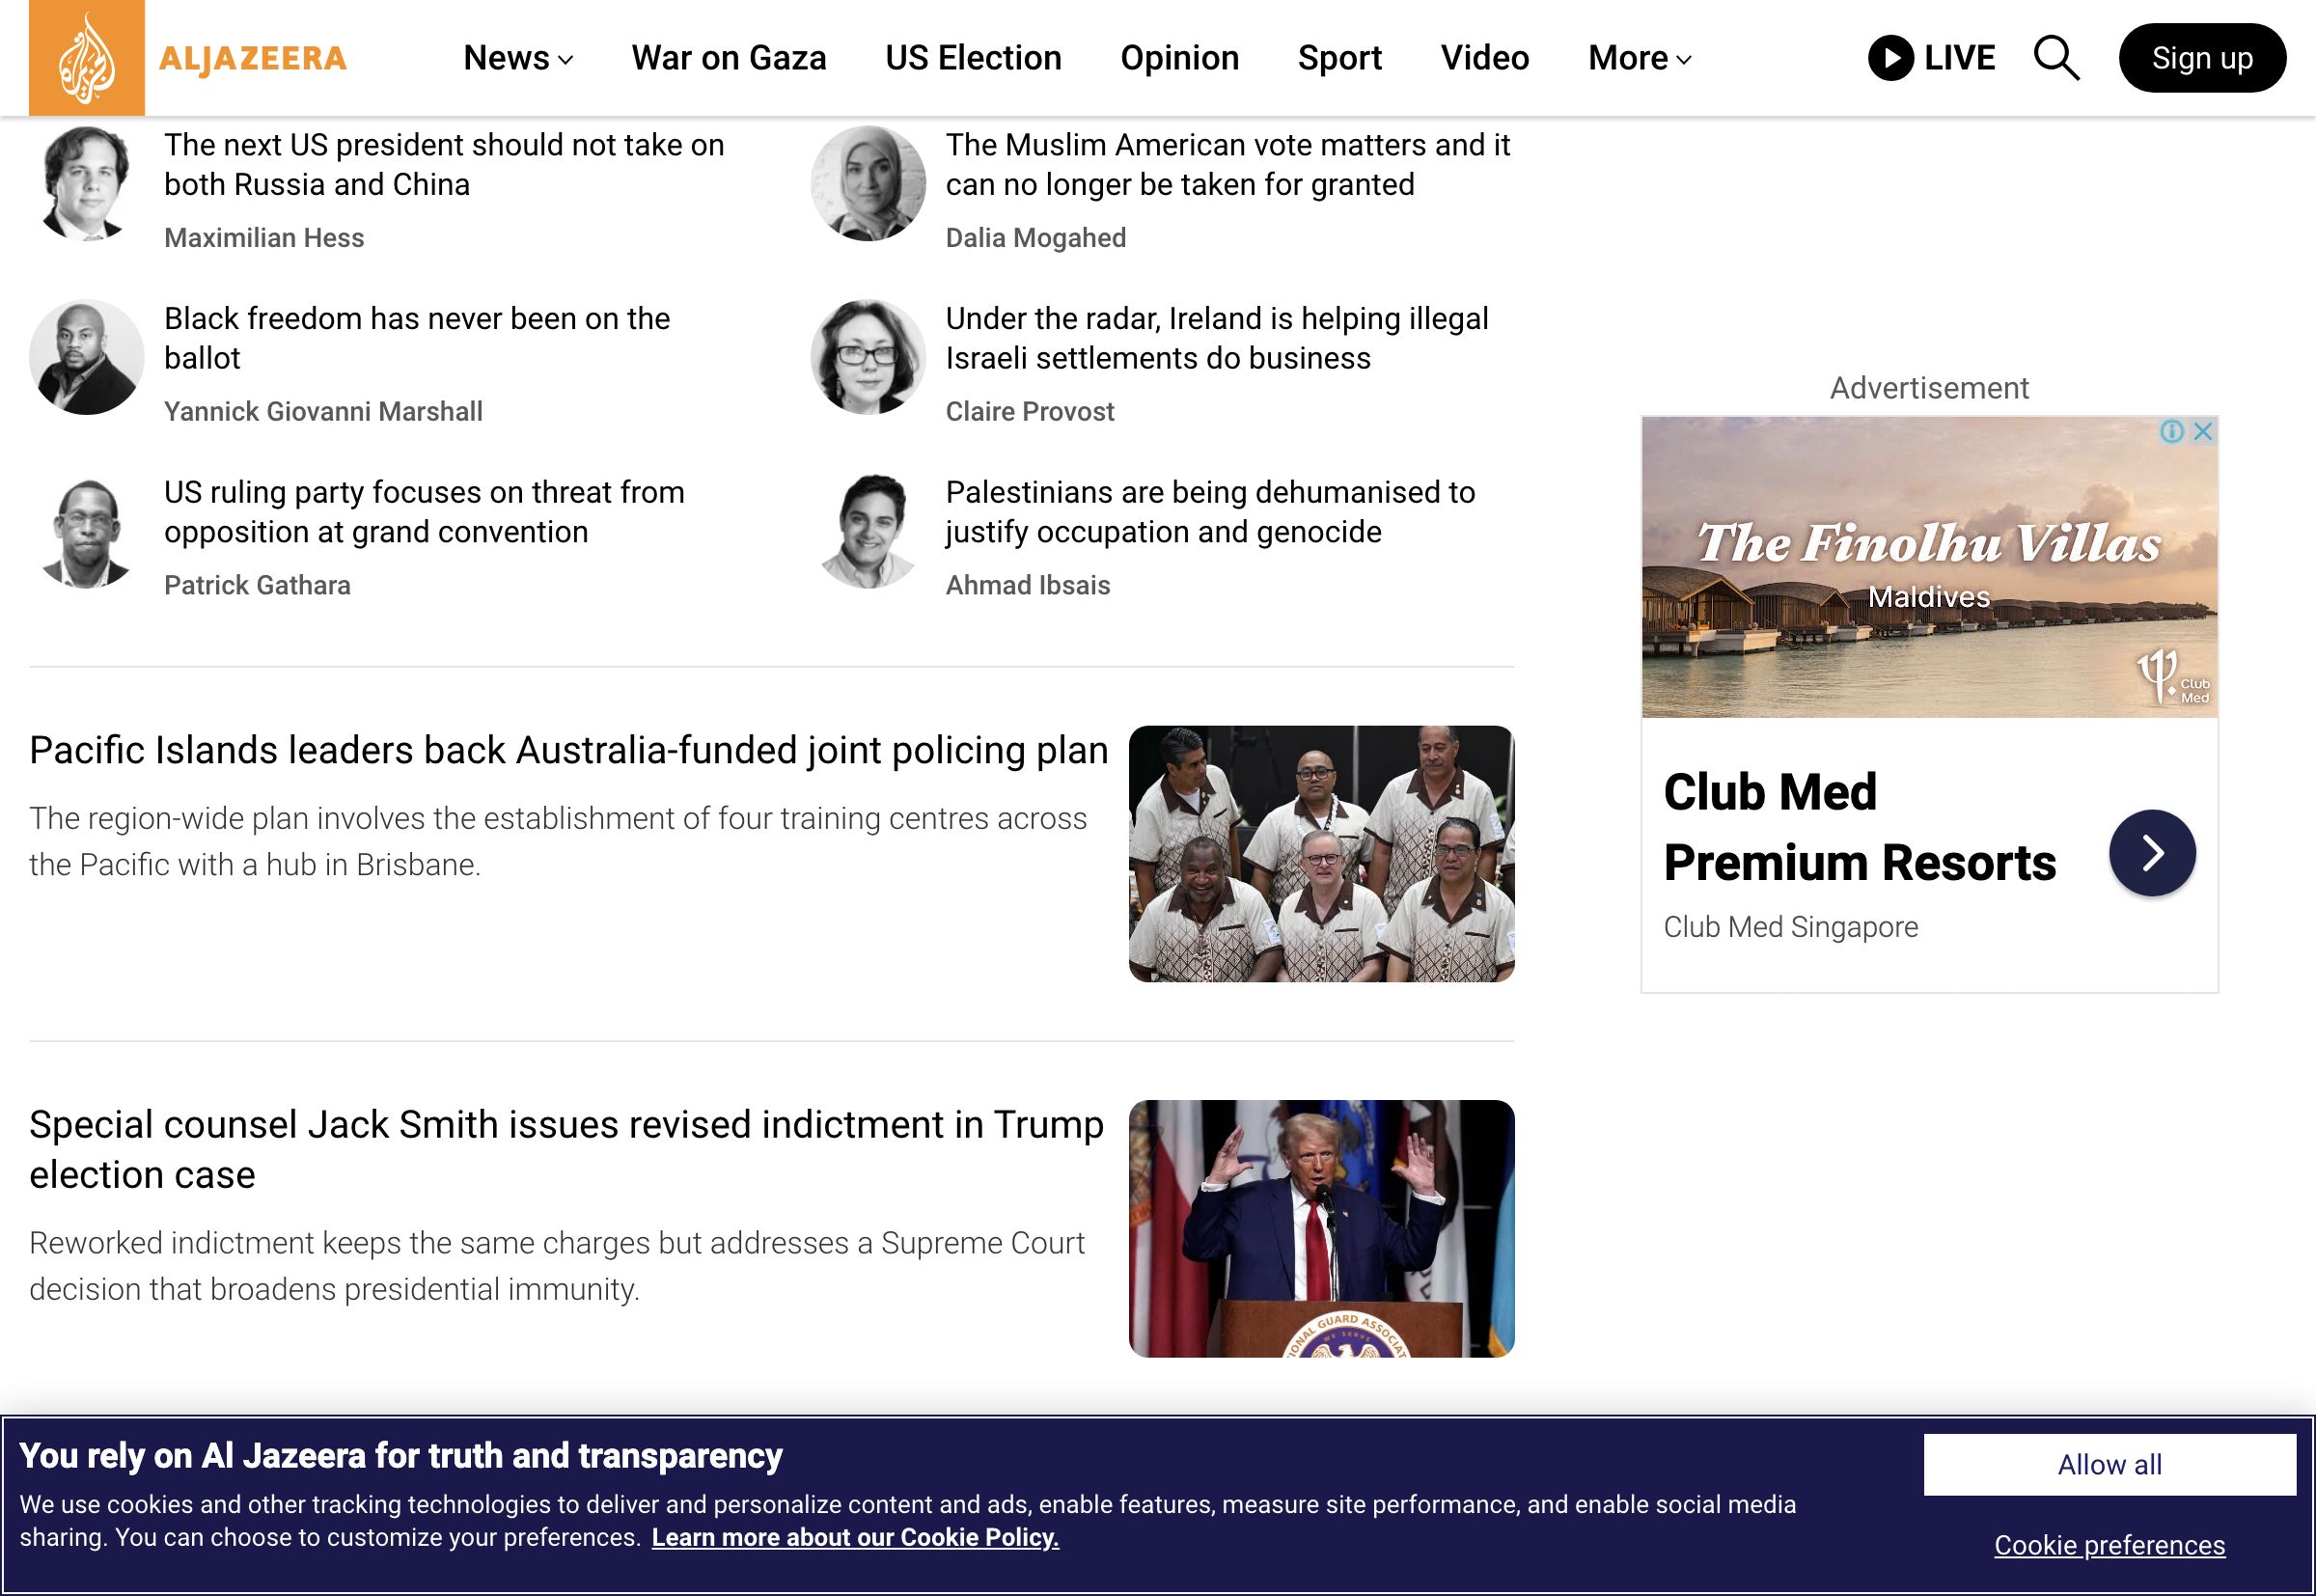 ALJAZEERA
News
War on Gaza
US Election
Opinion
Sport
Video
More
LIVE
Sign up
The next US president should not take on
both Russia and China
Maximilian Hess
The Muslim American vote matters and it
can no longer be taken for granted
Dalia Mogahed
Black freedom has never been on the
ballot
Yannick Giovanni Marshall
Under the radar, Ireland is helping illegal
Israeli settlements do business
Claire Provost
US ruling party focuses on threat from
opposition at grand convention
Patrick Gathara
Palestinians are being dehumanised to
justify occupation and genocide
Ahmad Ibsais
Pacific Islands leaders back Australia-funded joint policing plan
The region-wide plan involves the establishment of four training centres across
the Pacific with a hub in Brisbane.
Special counsel Jack Smith issues revised indictment in Trump
election case
Reworked indictment keeps the same charges but addresses a Supreme Court
decision that broadens presidential immunity.
IONAL GUARD ASSOCIAT
WE SERVE
Advertisement
The Finolhu Villas
Maldives
Club
Med
Club Med
Premium Resorts
Club Med Singapore
You rely on Al Jazeera for truth and transparency
We use cookies and other tracking technologies to deliver and personalize content and ads, enable features, measure site performance, and enable social media
sharing. You can choose to customize your preferences. Learn more about our Cookie Policy.
Allow all
Cookie preferences